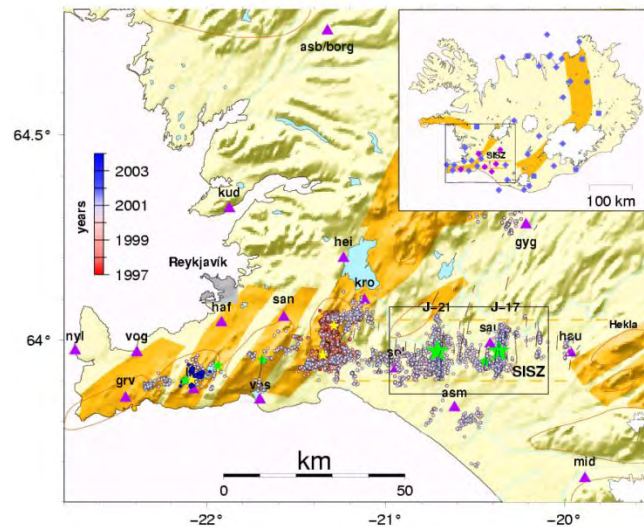 asb/borg
64.5°
SISZ
100 km
years
2003
2001
1999
1997
kud
gyg
hei
Reykjavík
kro
haf
san
J-21
J-17
nyl
vog
64°
sau
hau
Hekla
grv
vos
SISZ
asm
km
mid
0
50
-22°
-21°
-20°